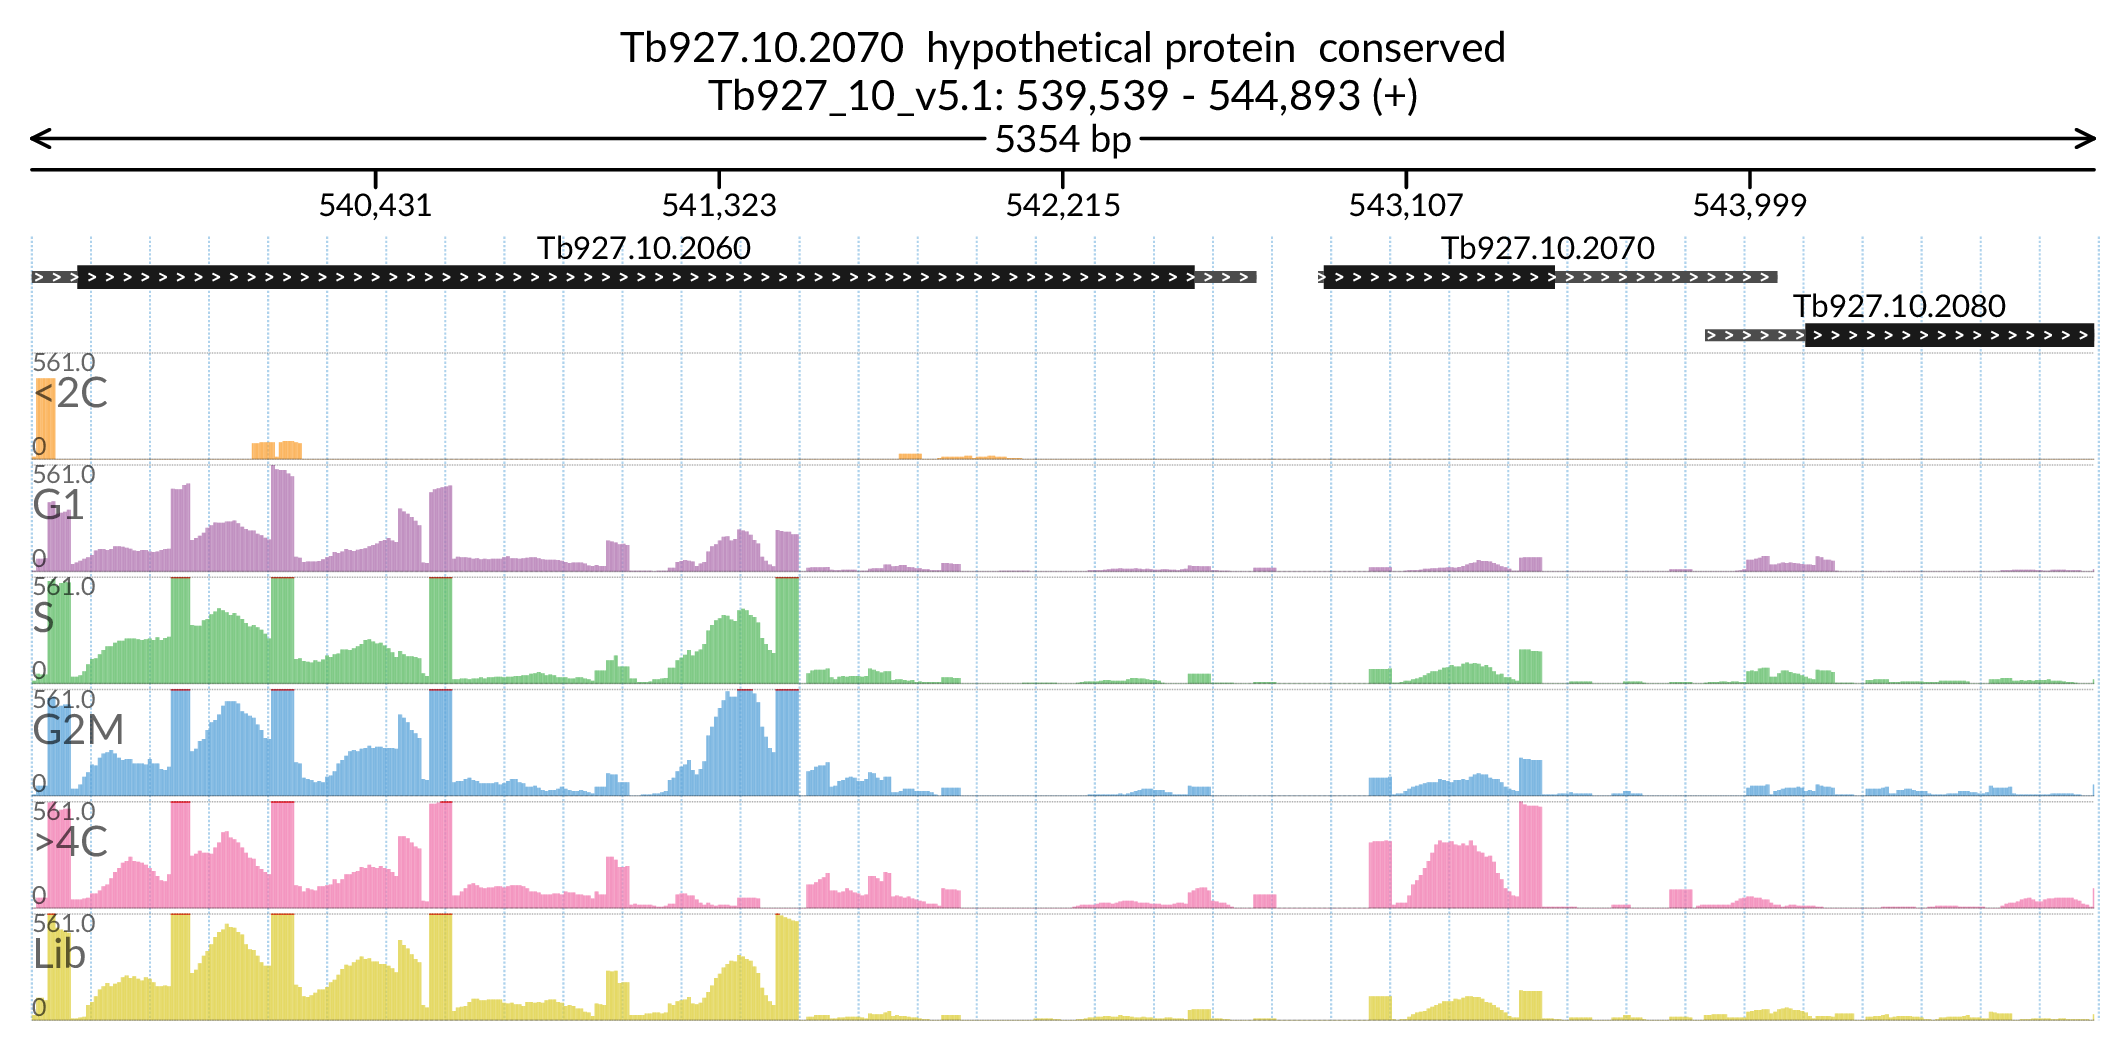 Tb927.10.2070 hypothetical protein conserved
Tb927_10_v5.1: 539,539 - 544,893 (+)
5354 bp
540,431 541,323 542,215 543,107 543,999
Tb927.10.2060 Tb927.10.2070
Tb927.10.2080
561.0
<2C
0
561.0
G1
0
561.0
S
0
561.0
G2M
0
561.0
>4C
0
561.0
Lib
0